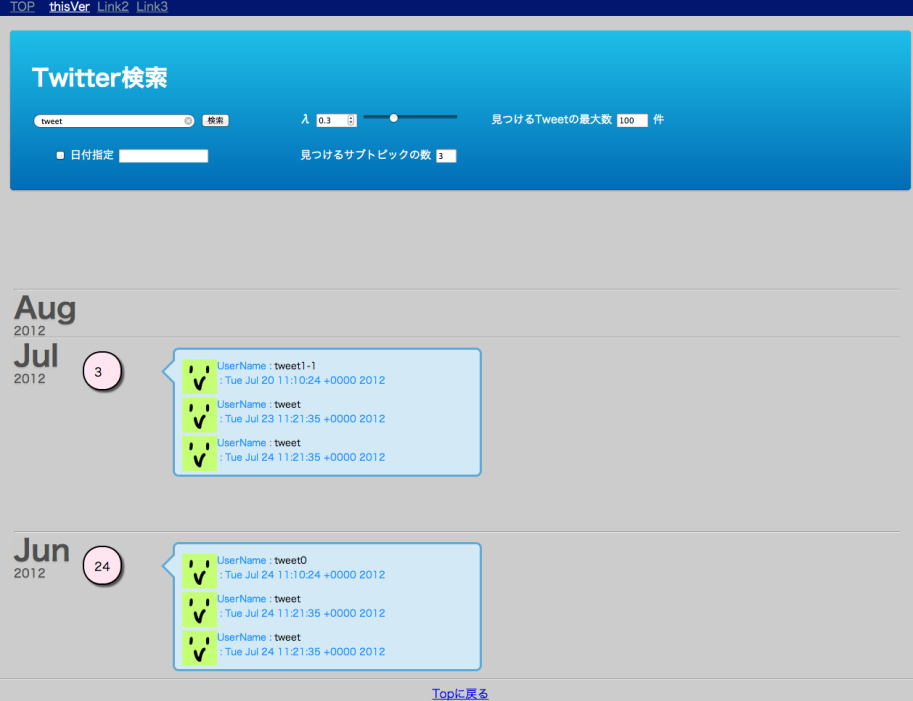 TOP thisVer Link2 Link3
Twitter検索
tweet 検索 λ 0.3 見つけるTweetの最大数 100 件
日付指定 見つけるサブトピックの数 3
Aug
2012
Jul
2012
3
UserName : tweet1-1
: Tue Jul 20 11:10:24 +0000 2012
UserName : tweet
: Tue Jul 23 11:21:35 +0000 2012
UserName : tweet
: Tue Jul 24 11:21:35 +0000 2012
Jun
2012
24
UserName : tweet0
: Tue Jul 24 11:10:24 +0000 2012
UserName : tweet
: Tue Jul 24 11:21:35 +0000 2012
UserName : tweet
: Tue Jul 24 11:21:35 +0000 2012
Topに戻る